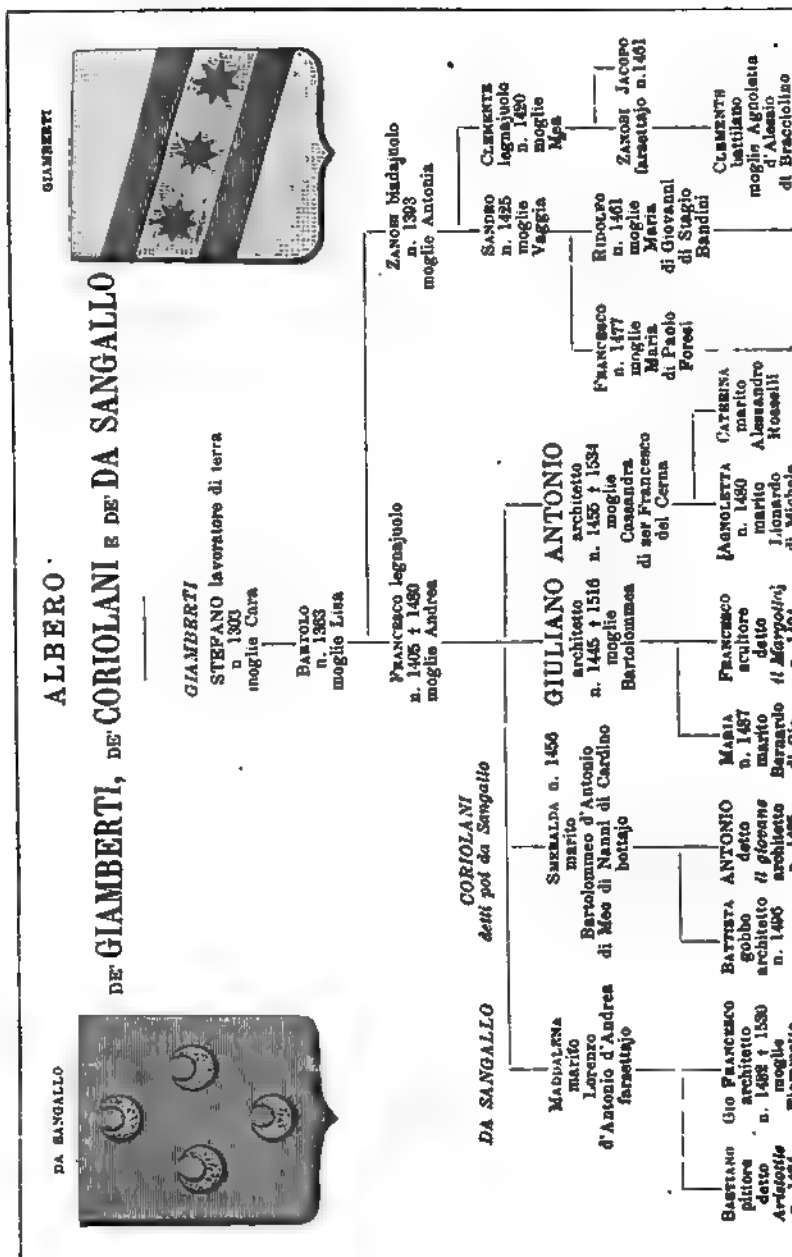 DA SANGALLO
GIAMBERTI
ALBERO
DE' GIAMBERTI, DE' CORIOLANI E DE' DA SANGALLO
GIAMBERTI
STEFANO lavoratore di terra
n 1303
moglie Cara
BARTOLO
n. 1363
moglie Lisa
FRANCESCO legnajuolo
n. 1405 † 1480
moglie Andrea
ZANOBI biadajuolo
n. 1393
moglie Antonia
DA SANGALLO
CORIOLANI
detti poi da Sangallo
MADDALENA
marito
Lorenzo
d'Antonio d'Andrea
farsettajo
SMERALDA n. 1458
marito
Bartolommeo d'Antonio
di Meo di Nanni di Cardino
bottajo
GIULIANO
architetto
n. 1445 † 1516
moglie
Bartolommea
ANTONIO
architetto
n. 1455 † 1534
moglie
Cassandra
di ser Francesco
del Cerna
SANDRO
n. 1425
moglie
Vaggia
CLEMENTE
legnajuolo
n. 1420
moglie
Mea
FRANCESCO
n. 1477
moglie
Maria
di Paolo
Foresi
RIDOLFO
n. 1461
moglie
Maria
di Giovanni
di Stagio
Bandini
ZANOBI JACOPO
farsettajo n. 1461
BASTIANO
pittore
detto
Aristotile
GIO FRANCESCO
architetto
n. 1482 † 1530
moglie
BATTISTA
gobbo
architetto
n. 1496
ANTONIO
detto
il giovane
architetto
MARIA
n. 1487
marito
Bernardo
FRANCESCO
scultore
detto
il Margotta
[AGNOLETTA
n. 1480
marito
Lionardo
di Michele
CATERINA
marito
Alessandro
Rosselli
CLEMENTE
battilano
moglie Agnoletta
d'Alessio
di Bracciolino